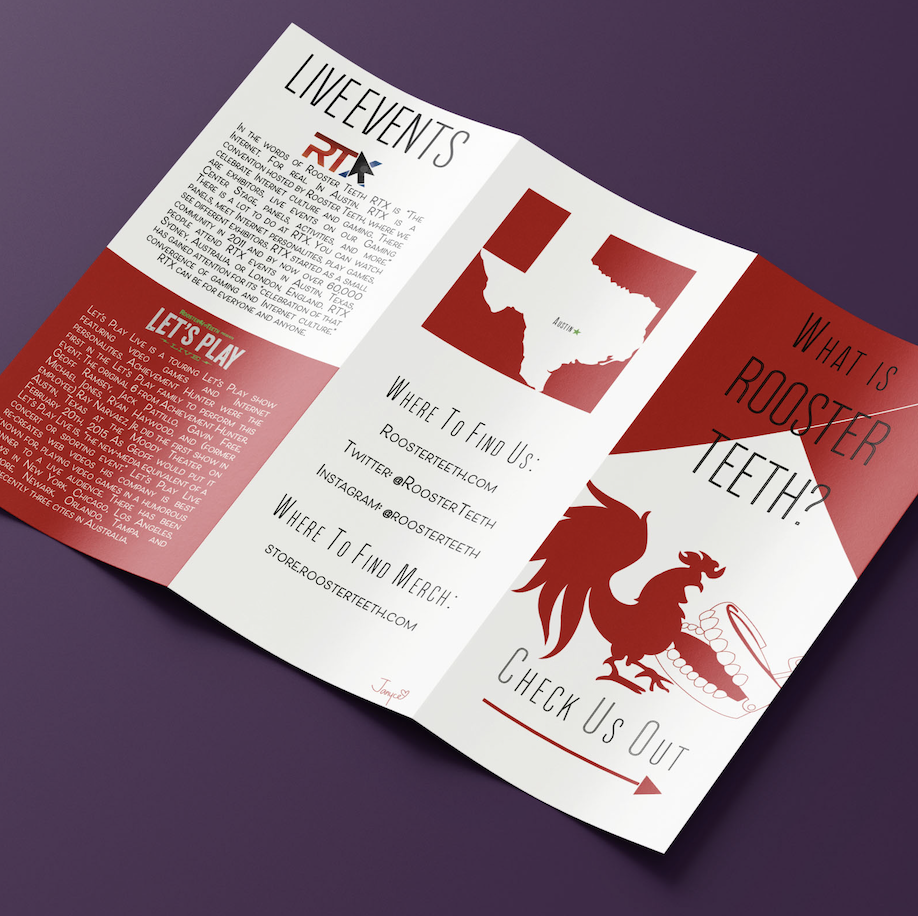 LIVE EVENTS
RTX
In the words of Rooster Teeth RTX is "The
Internet. For real. In Austin. RTX is a
convention hosted by Rooster Teeth, where we
celebrate Internet culture and gaming. There
are exhibitors, live events on our Gaming
Center Stage, panels, activities, and more."
There is a lot to do at RTX. You can watch
panels, meet Internet personalities, play games,
see different exhibitors. RTX started as a small
community in 2011 and by now over 60,000
people attend RTX events in Austin, Texas,
Sydney, Australia, or London, England. RTX
has gained attention for its "celebration of that
convergence of gaming and Internet culture."
RTX can be for everyone and anyone.
LET'S PLAY
LIVE
Let's Play Live is a touring Let's Play show
featuring video games and Internet
personalities. Achievement Hunter were the
first in the Let's Play family to perform this
event. The original 6 from Achievement Hunter,
Geoff Ramsey, Jack Pattillo, Gavin Free,
Michael Jones, Ryan Haywood, and former
employee Ray Narvaez, Jr. did the first show in
Austin, Texas at the Moody Theater on
February 20, 2015. As Geoff would put it
"Let's Play Live is the new-media equivalent of a
concert or sporting event." Let's Play Live
re-creates web videos the company is best
known for, playing video games in a humorous
manner to a live audience. There has been
in New York, Chicago, Los Angeles,
Newark, Orlando, Tampa, and
recently three cities in Australia.
Austin
Where To Find Us:
Roosterteeth.com
Twitter: @RoosterTeeth
Instagram: @roosterteeth
Where To Find Merch:
store.roosterteeth.com
What is
ROOSTER
TEETH?
Check Us Out